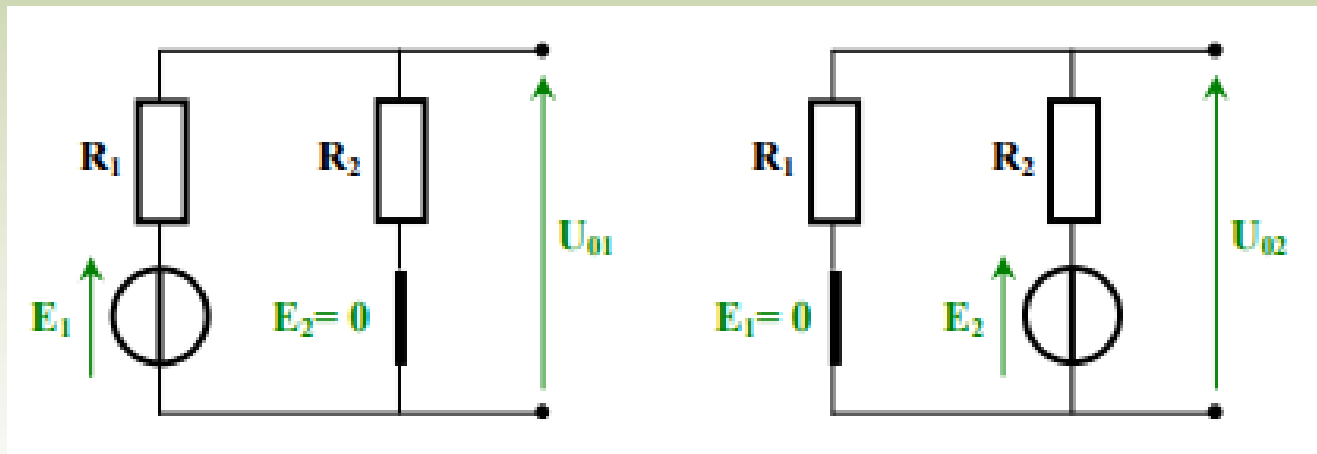 R₁
R₂
U₀₁
E₁
E₂= 0
R₁
R₂
U₀₂
E₁= 0
E₂